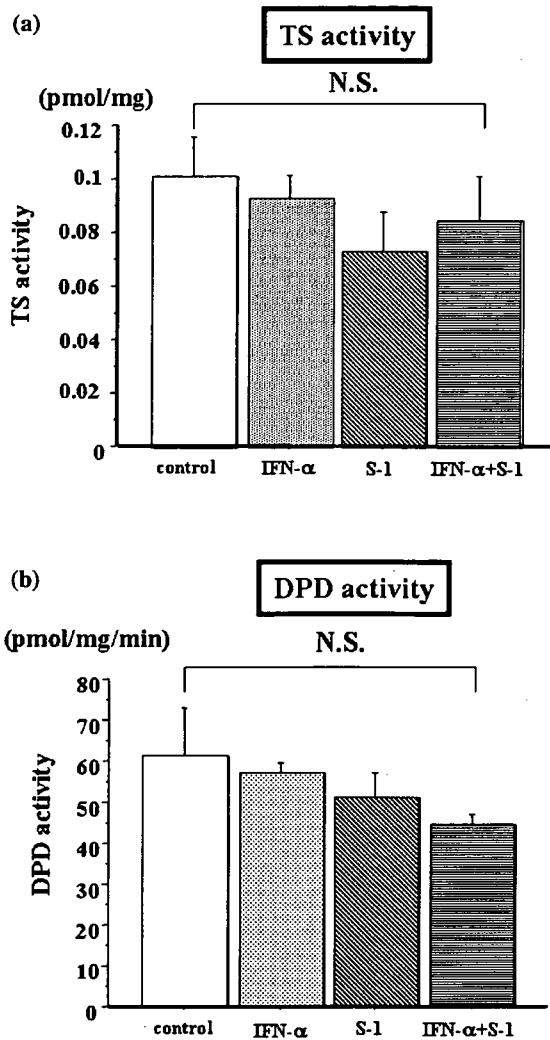 (a)
TS activity
N.S.
(pmol/mg)
0.12
0.1
0.08
0.06
0.04
0.02
0
TS activity
control IFN-α S-1 IFN-α+S-1
(b)
DPD activity
(pmol/mg/min)
N.S.
80
70
60
50
40
30
20
10
0
DPD activity
control IFN-α S-1 IFN-α+S-1